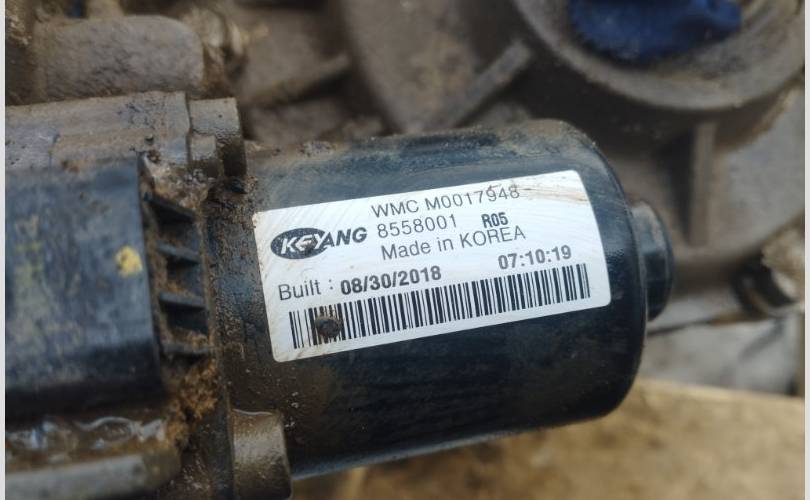 WMC M0017948
KEYANG 8558001 R05
Made in KOREA
Built : 08/30/2018 07:10:19